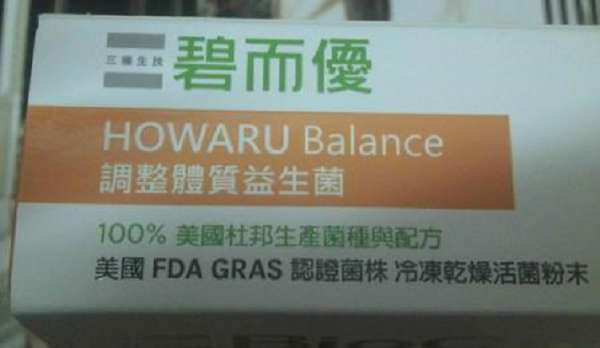 三揚生技
碧而優
HOWARU Balance
調整體質益生菌
100% 美國杜邦生產菌種與配方
美國 FDA GRAS 認證菌株 冷凍乾燥活菌粉末